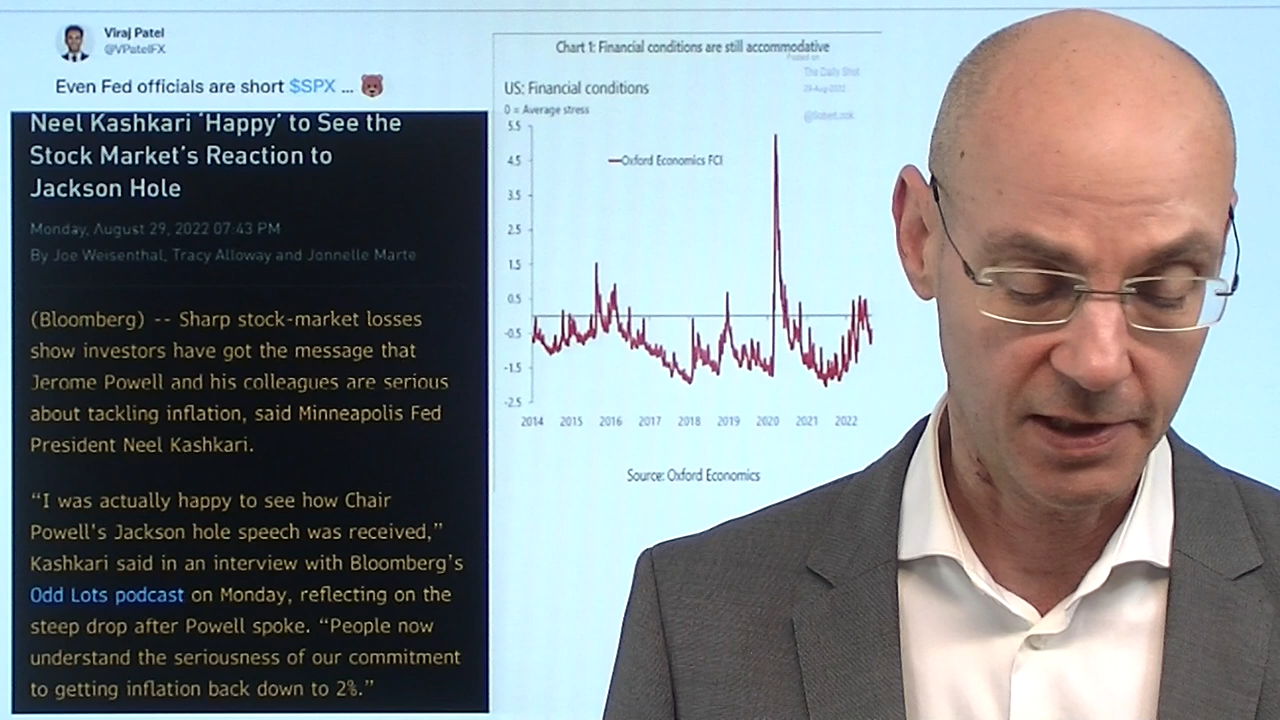 Viraj Patel
@VPatelFX
Even Fed officials are short $SPX ... 🐻
Neel Kashkari 'Happy' to See the
Stock Market's Reaction to
Jackson Hole
Monday, August 29, 2022 07:43 PM
By Joe Weisenthal, Tracy Alloway and Jonnelle Marte
(Bloomberg) -- Sharp stock-market losses
show investors have got the message that
Jerome Powell and his colleagues are serious
about tackling inflation, said Minneapolis Fed
President Neel Kashkari.
“I was actually happy to see how Chair
Powell's Jackson hole speech was received,”
Kashkari said in an interview with Bloomberg's
Odd Lots podcast on Monday, reflecting on the
steep drop after Powell spoke. “People now
understand the seriousness of our commitment
to getting inflation back down to 2%.”
Chart 1: Financial conditions are still accommodative
Posted on
The Daily Shot
29-Aug-2022
US: Financial conditions
0 = Average stress
5.5
4.5
3.5
2.5
1.5
0.5
-0.5
-1.5
-2.5
Oxford Economics FCI
2014 2015 2016 2017 2018 2019 2020 2021 2022
Source: Oxford Economics